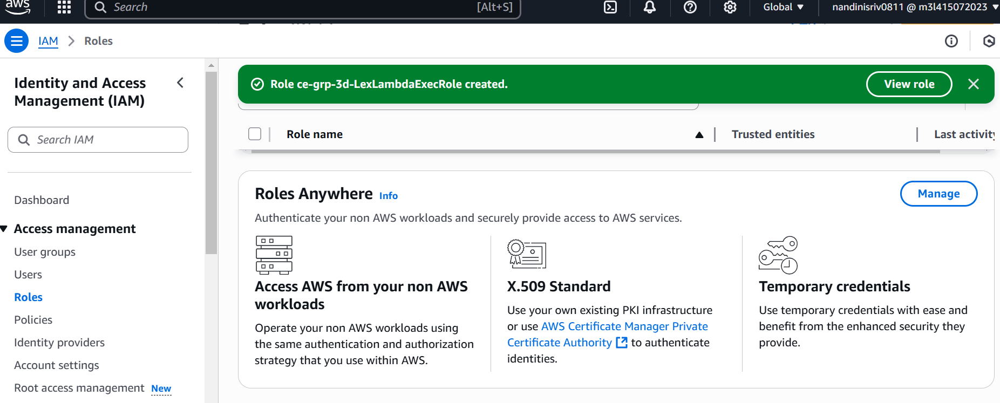 aws
Search
[Alt+S]
Global
nandinisriv0811 @ m3l415072023
IAM
Roles
Identity and Access
Management (IAM)
Search IAM
Dashboard
Access management
User groups
Users
Roles
Policies
Identity providers
Account settings
Root access management New
Role ce-grp-3d-LexLambdaExecRole created.
View role
Role name
Trusted entities
Last activity
Roles Anywhere Info
Manage
Authenticate your non AWS workloads and securely provide access to AWS services.
Access AWS from your non AWS
workloads
Operate your non AWS workloads using
the same authentication and authorization
strategy that you use within AWS.
X.509 Standard
Use your own existing PKI infrastructure
or use AWS Certificate Manager Private
Certificate Authority to authenticate
identities.
Temporary credentials
Use temporary credentials with ease and
benefit from the enhanced security they
provide.